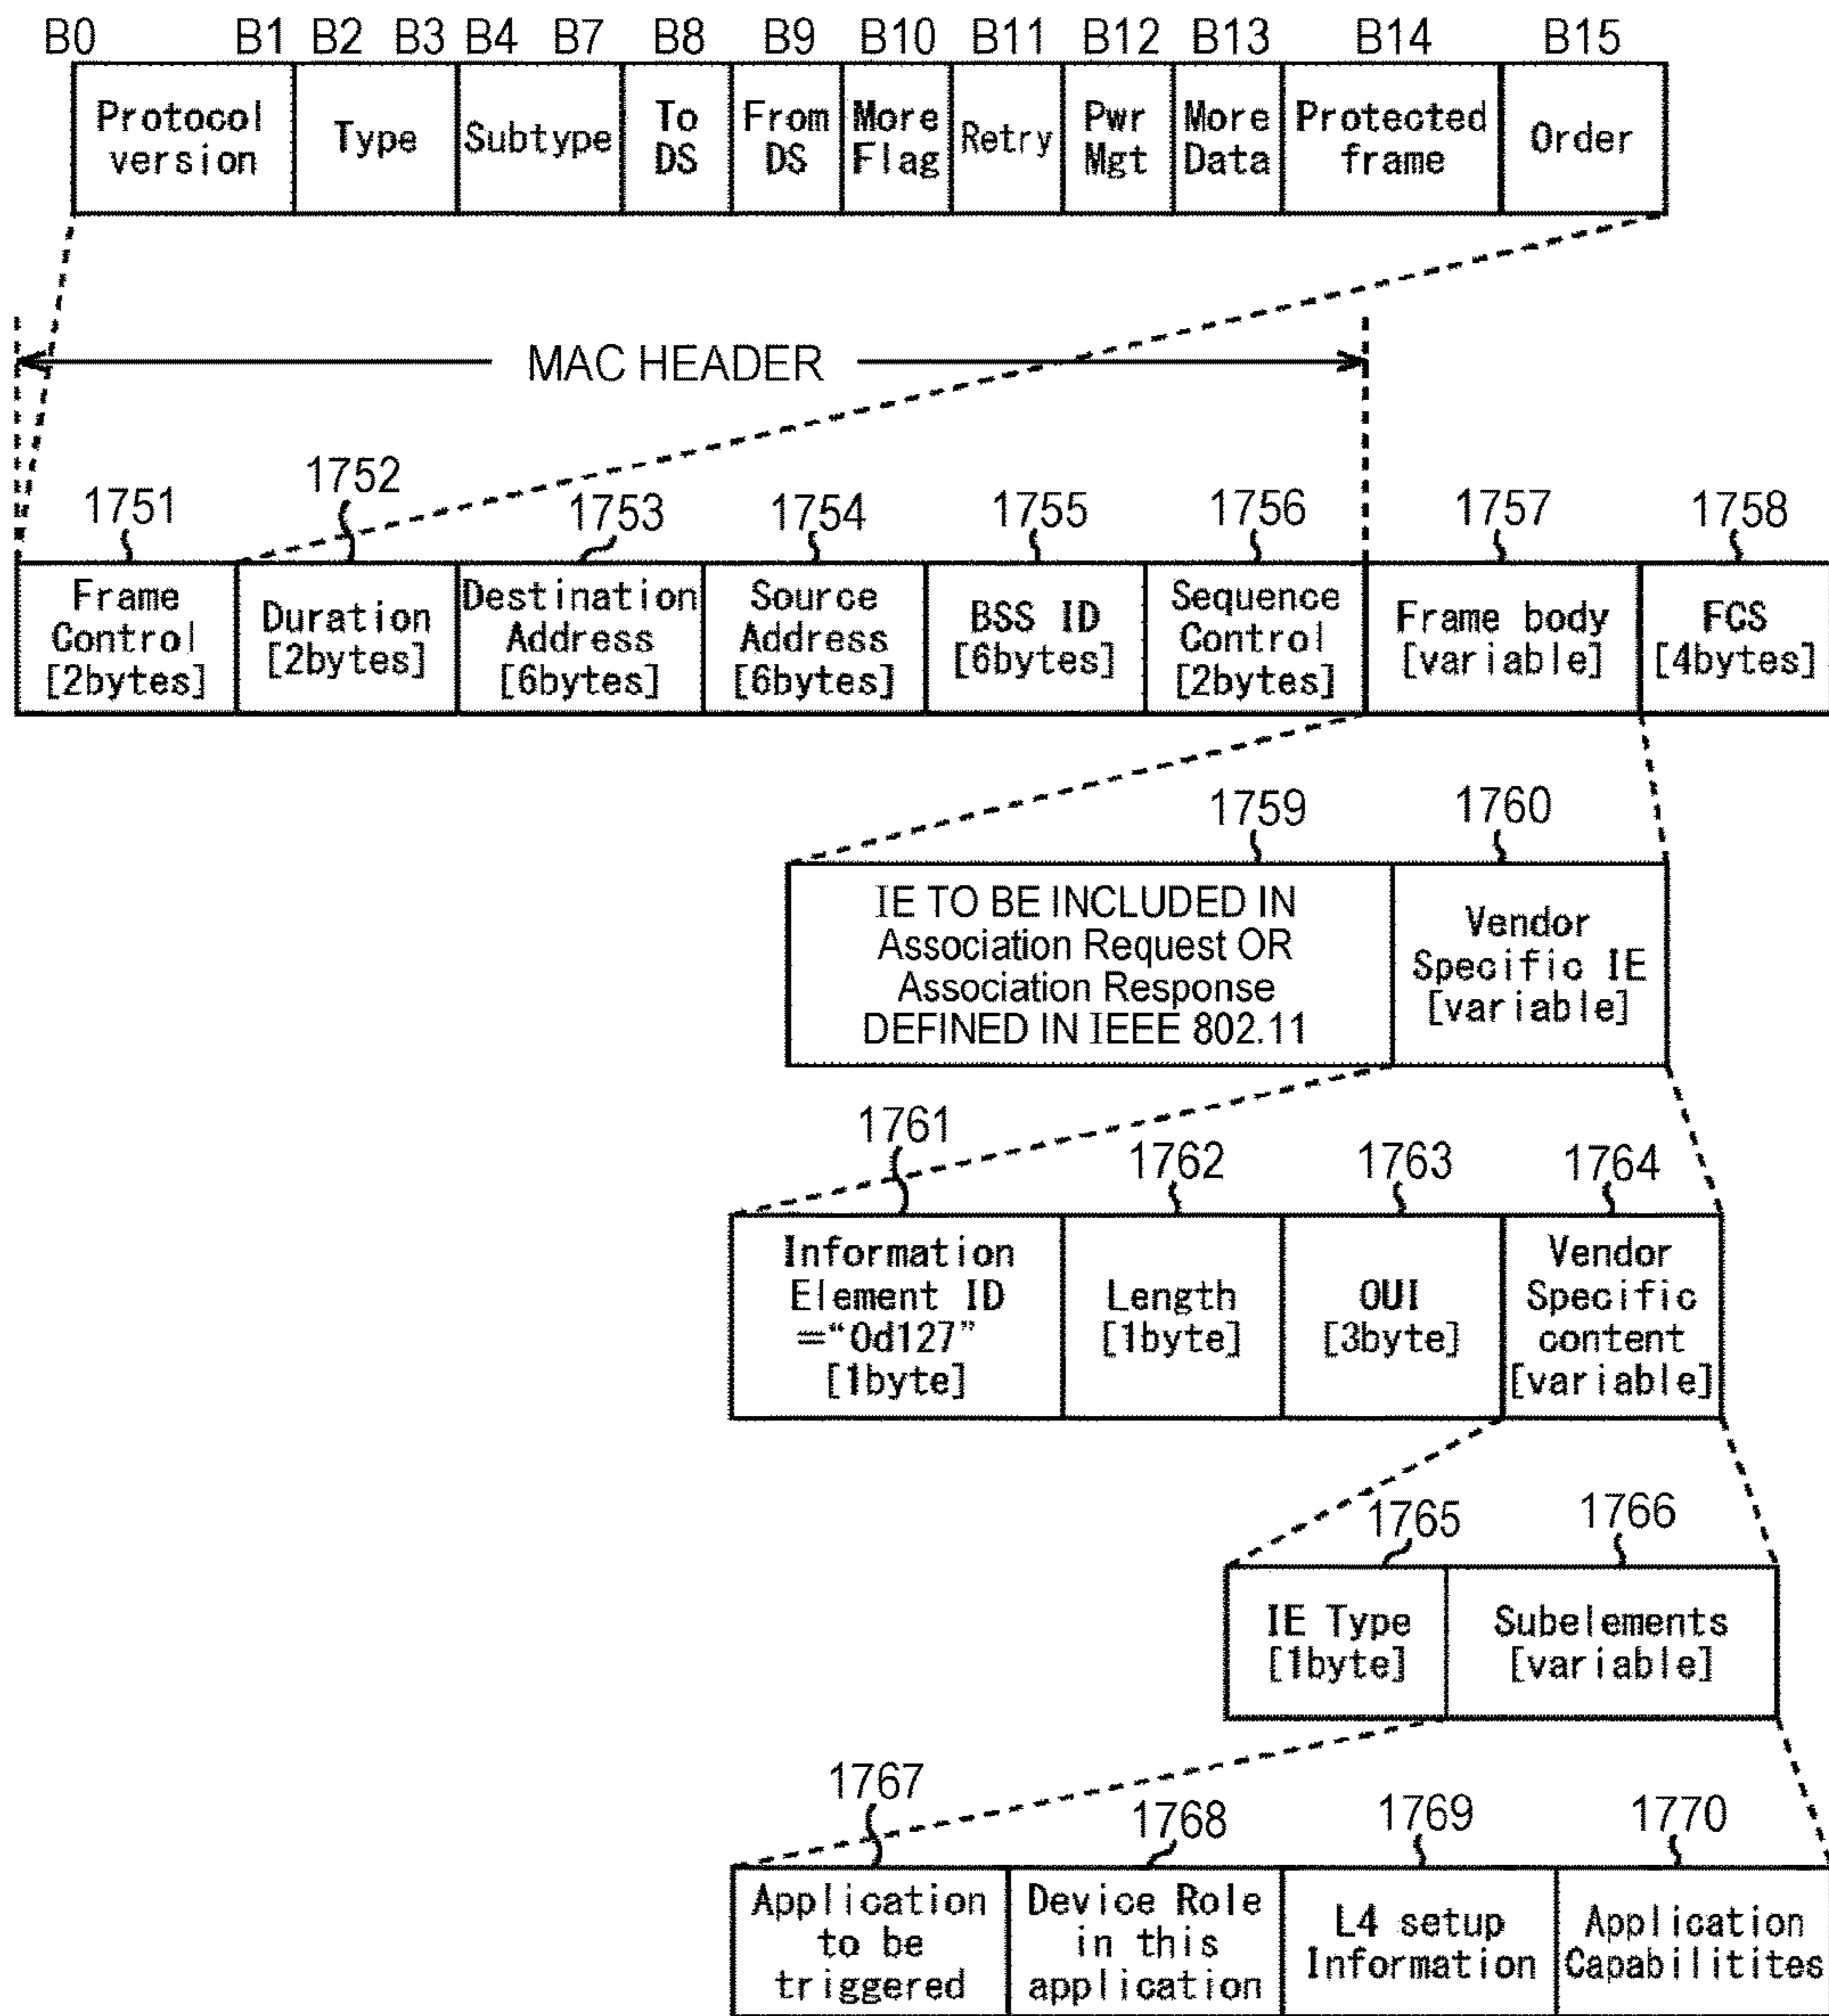 B0 B1 B2 B3 B4 B7 B8 B9 B10 B11 B12 B13 B14 B15
Protocol
version
Type
Subtype
To
DS
From
DS
More
Flag
Retry
Pwr
Mgt
More
Data
Protected
frame
Order
MAC HEADER
1751 1752 1753 1754 1755 1756 1757 1758
Frame
Control
[2bytes]
Duration
[2bytes]
Destination
Address
[6bytes]
Source
Address
[6bytes]
BSS ID
[6bytes]
Sequence
Control
[2bytes]
Frame body
[variable]
FCS
[4bytes]
1759 1760
IE TO BE INCLUDED IN
Association Request OR
Association Response
DEFINED IN IEEE 802.11
Vendor
Specific IE
[variable]
1761 1762 1763 1764
Information
Element ID
="0d127"
[1byte]
Length
[1byte]
OUI
[3byte]
Vendor
Specific
content
[variable]
1765 1766
IE Type
[1byte]
Subelements
[variable]
1767 1768 1769 1770
Application
to be
triggered
Device Role
in this
application
L4 setup
Information
Application
Capabilitites